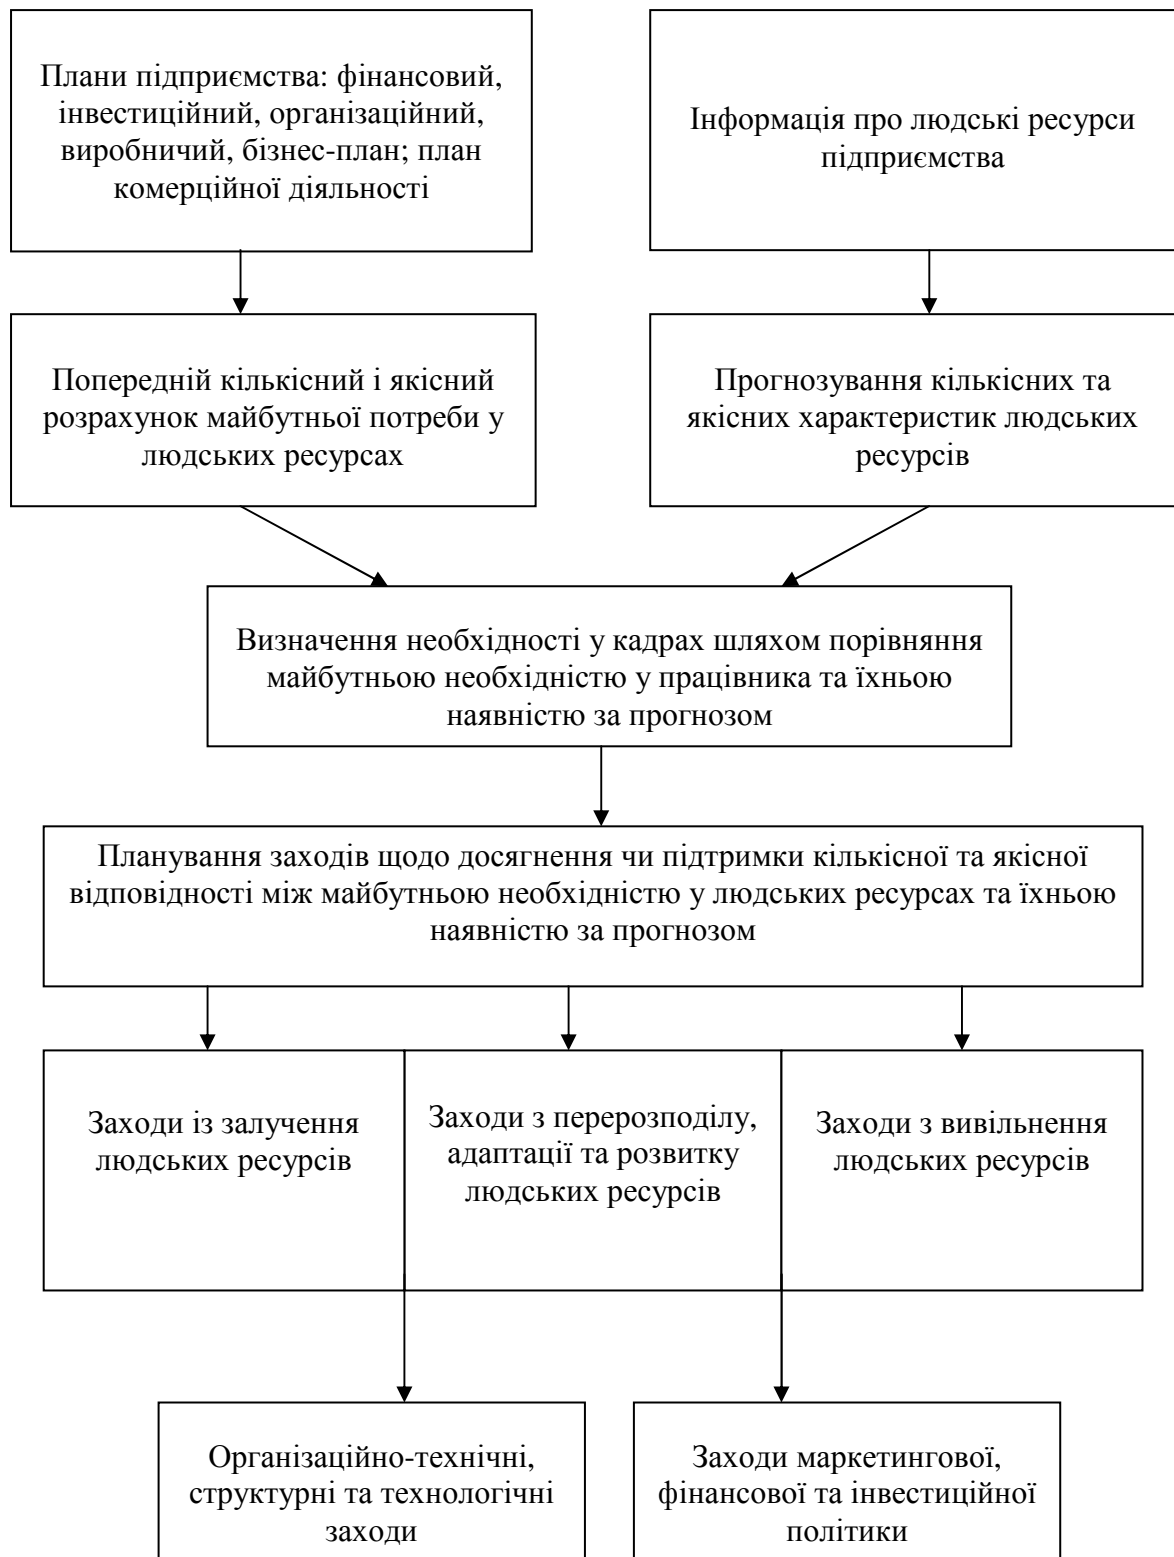 Плани підприємства: фінансовий,
інвестиційний, організаційний,
виробничий, бізнес-план; план
комерційної діяльності
Інформація про людські ресурси
підприємства
Попередній кількісний і якісний
розрахунок майбутньої потреби у
людських ресурсах
Прогнозування кількісних та
якісних характеристик людських
ресурсів
Визначення необхідності у кадрах шляхом порівняння
майбутньою необхідністю у працівника та їхньою
наявністю за прогнозом
Планування заходів щодо досягнення чи підтримки кількісної та якісної
відповідності між майбутньою необхідністю у людських ресурсах та їхньою
наявністю за прогнозом
Заходи із залучення
людських ресурсів
Заходи з перерозподілу,
адаптації та розвитку
людських ресурсів
Заходи з вивільнення
людських ресурсів
Організаційно-технічні,
структурні та технологічні
заходи
Заходи маркетингової,
фінансової та інвестиційної
політики